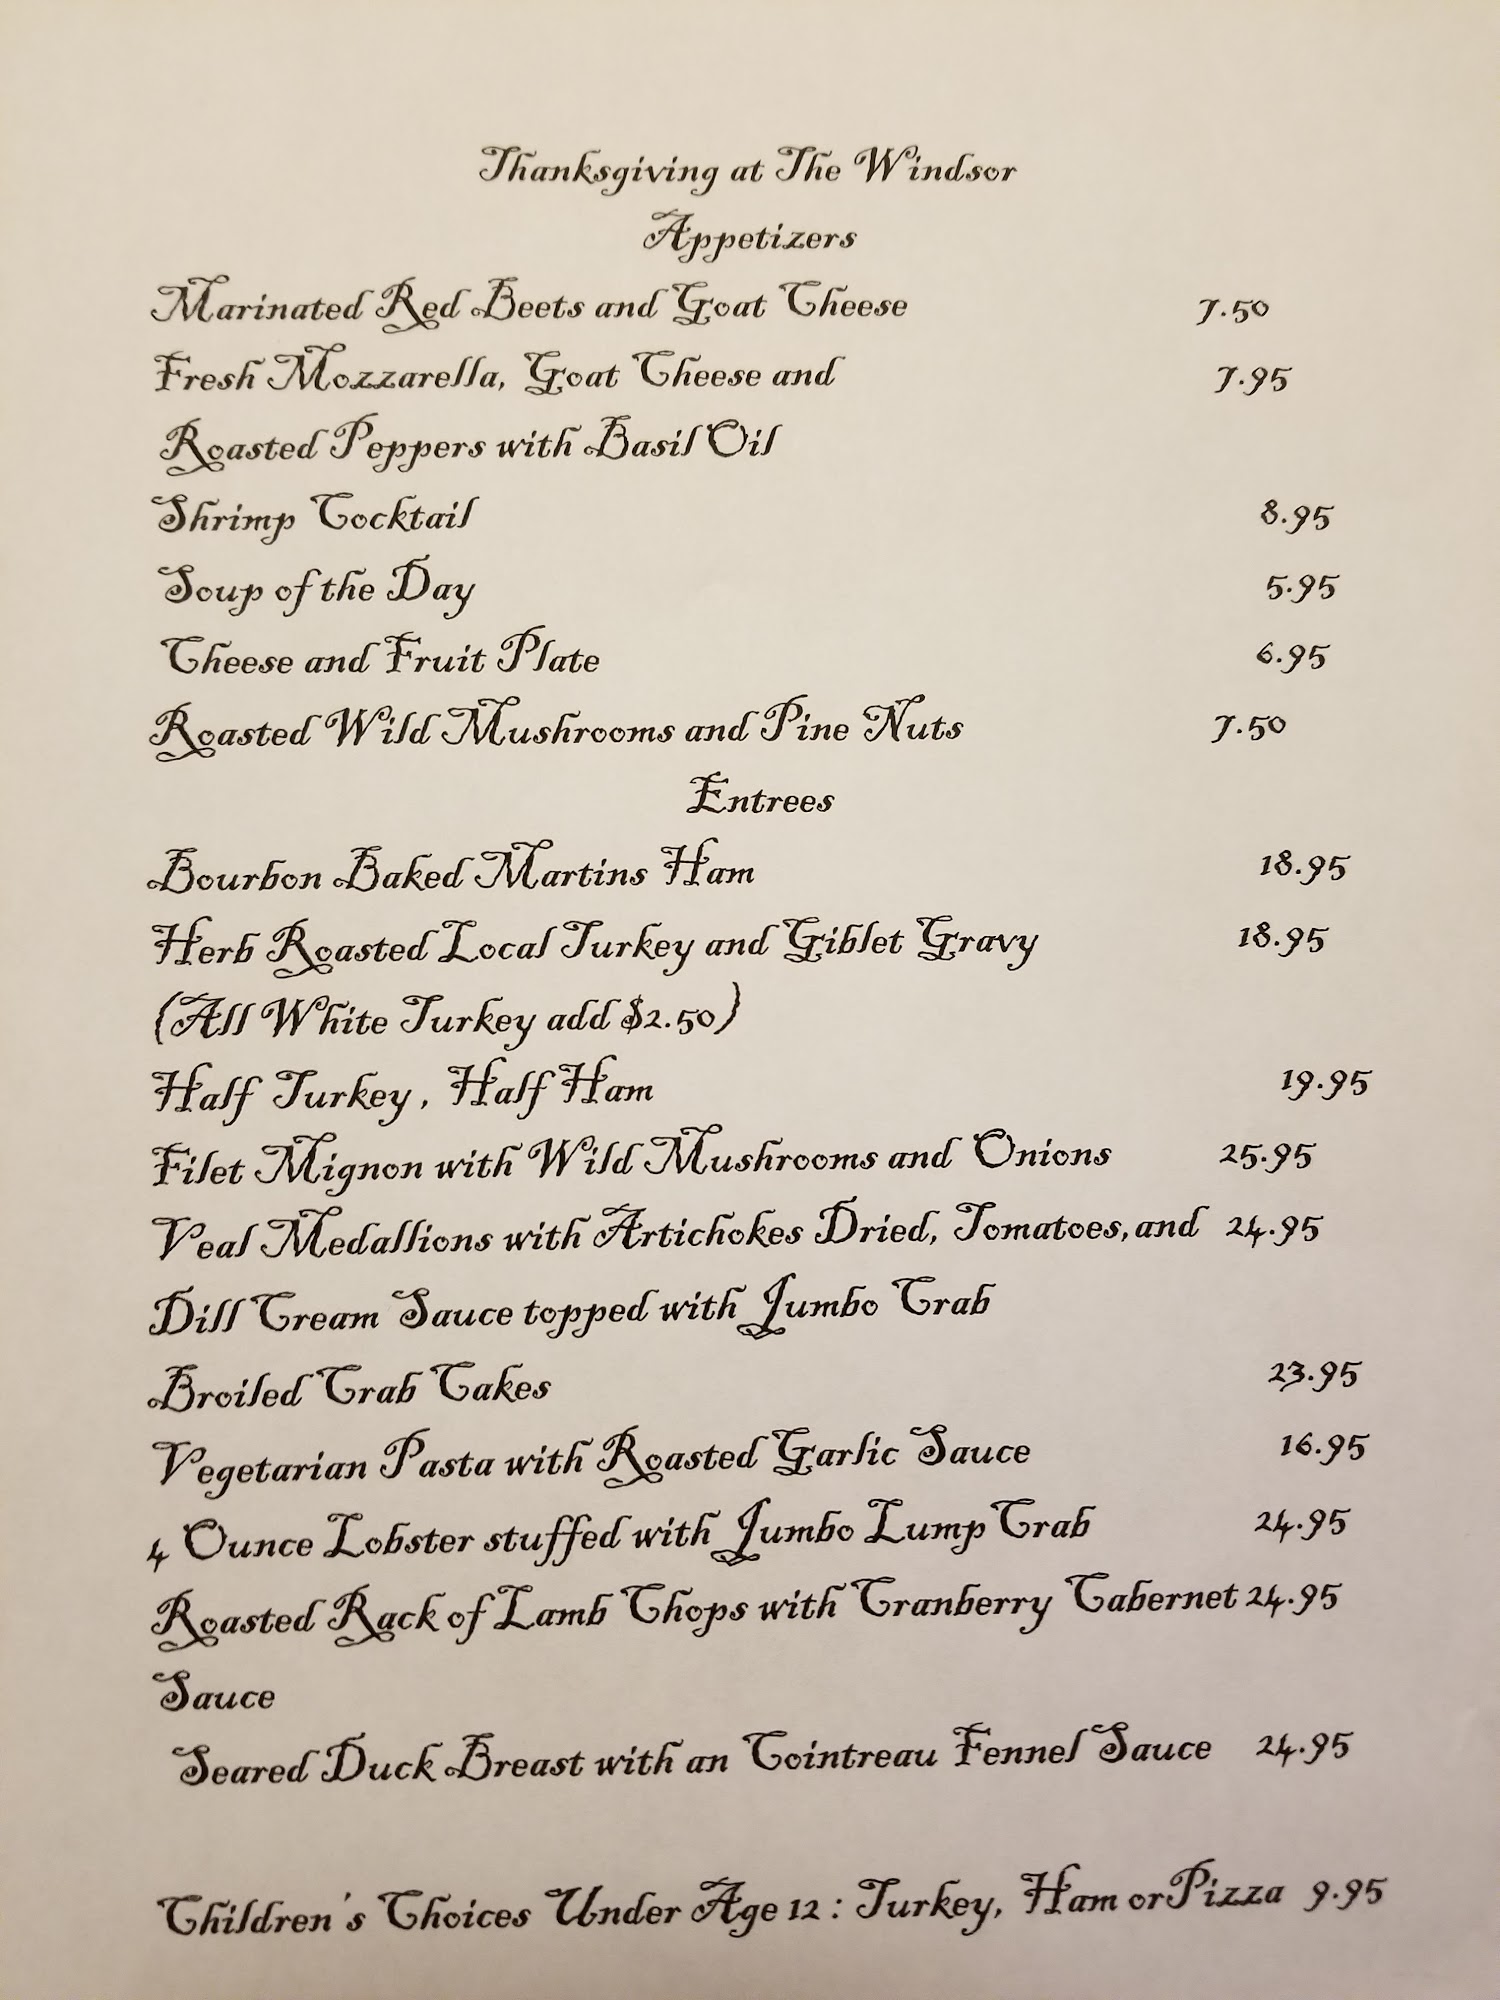 Thanksgiving at The Windsor
Appetizers
Marinated Red Beets and Goat Cheese 7.50
Fresh Mozzarella, Goat Cheese and 7.95
Roasted Peppers with Basil Oil
Shrimp Cocktail 8.95
Soup of the Day 5.95
Cheese and Fruit Plate 6.95
Roasted Wild Mushrooms and Pine Nuts 7.50
Entrees
Bourbon Baked Martins Ham 18.95
Herb Roasted Local Turkey and Giblet Gravy 18.95
(All White Turkey add $2.50)
Half Turkey, Half Ham 19.95
Filet Mignon with Wild Mushrooms and Onions 25.95
Veal Medallions with Artichokes Dried, Tomatoes, and 24.95
Dill Cream Sauce topped with Jumbo Crab
Broiled Crab Cakes 23.95
Vegetarian Pasta with Roasted Garlic Sauce 16.95
4 Ounce Lobster stuffed with Jumbo Lump Crab 24.95
Roasted Rack of Lamb Chops with Cranberry Cabernet 24.95
Sauce
Seared Duck Breast with an Cointreau Fennel Sauce 24.95
Children's Choices Under Age 12 : Turkey, Ham or Pizza 9.95